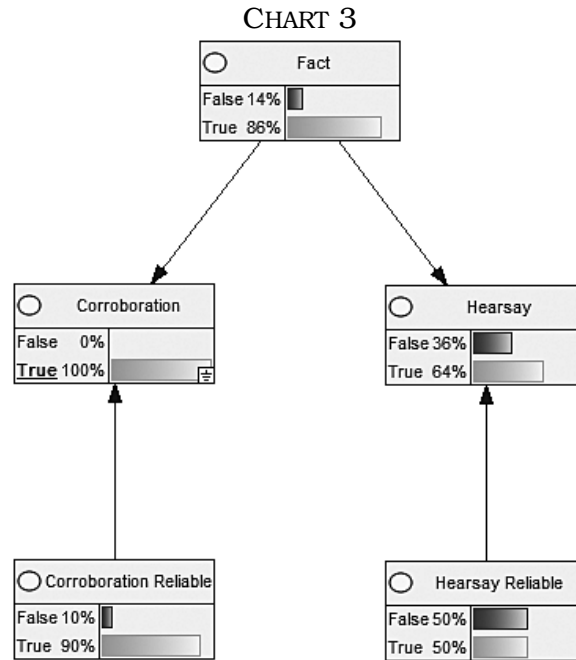 CHART 3
Fact
False 14%
True 86%
Corroboration
False 0%
True 100%
Hearsay
False 36%
True 64%
Corroboration Reliable
False 10%
True 90%
Hearsay Reliable
False 50%
True 50%